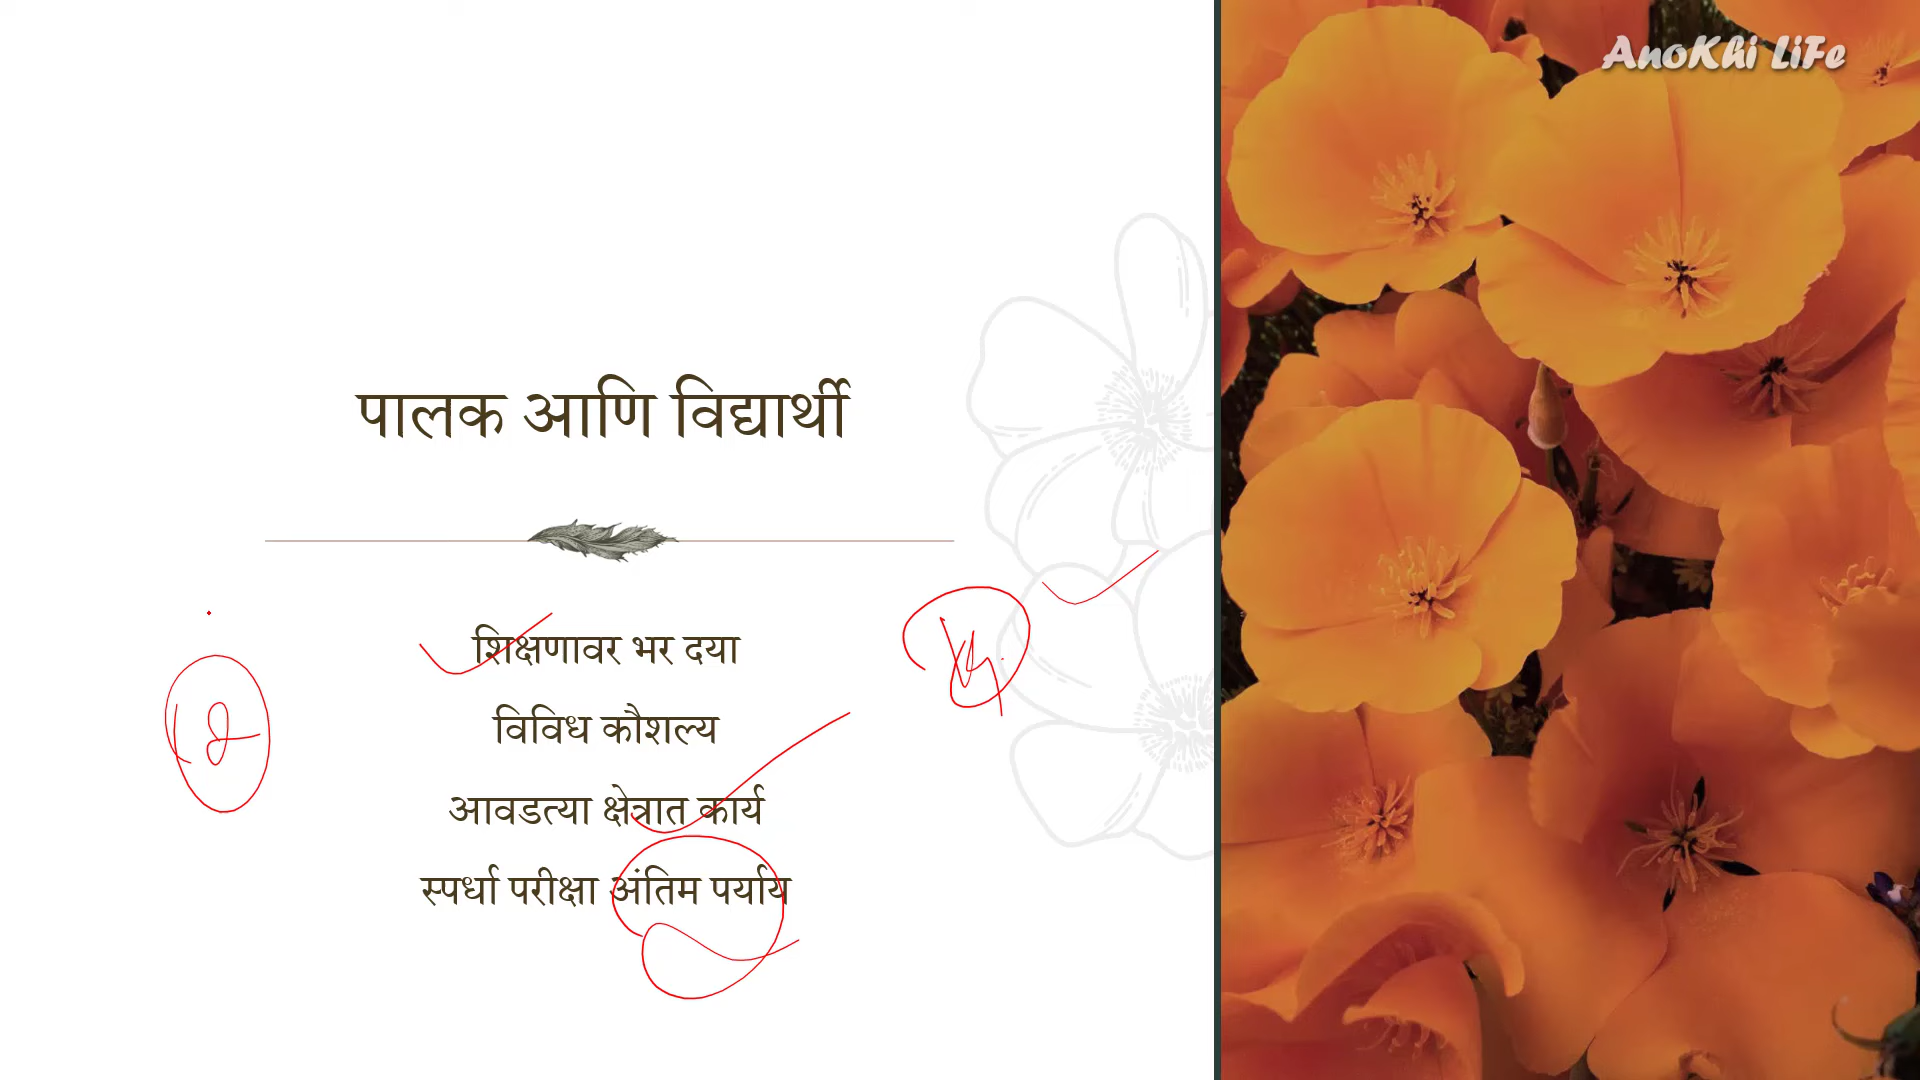 AnoKhi LiFe
पालक आणि विद्यार्थी
शिक्षणावर भर दया
विविध कौशल्य
आवडत्या क्षेत्रात कार्य
स्पर्धा परीक्षा अंतिम पर्याय